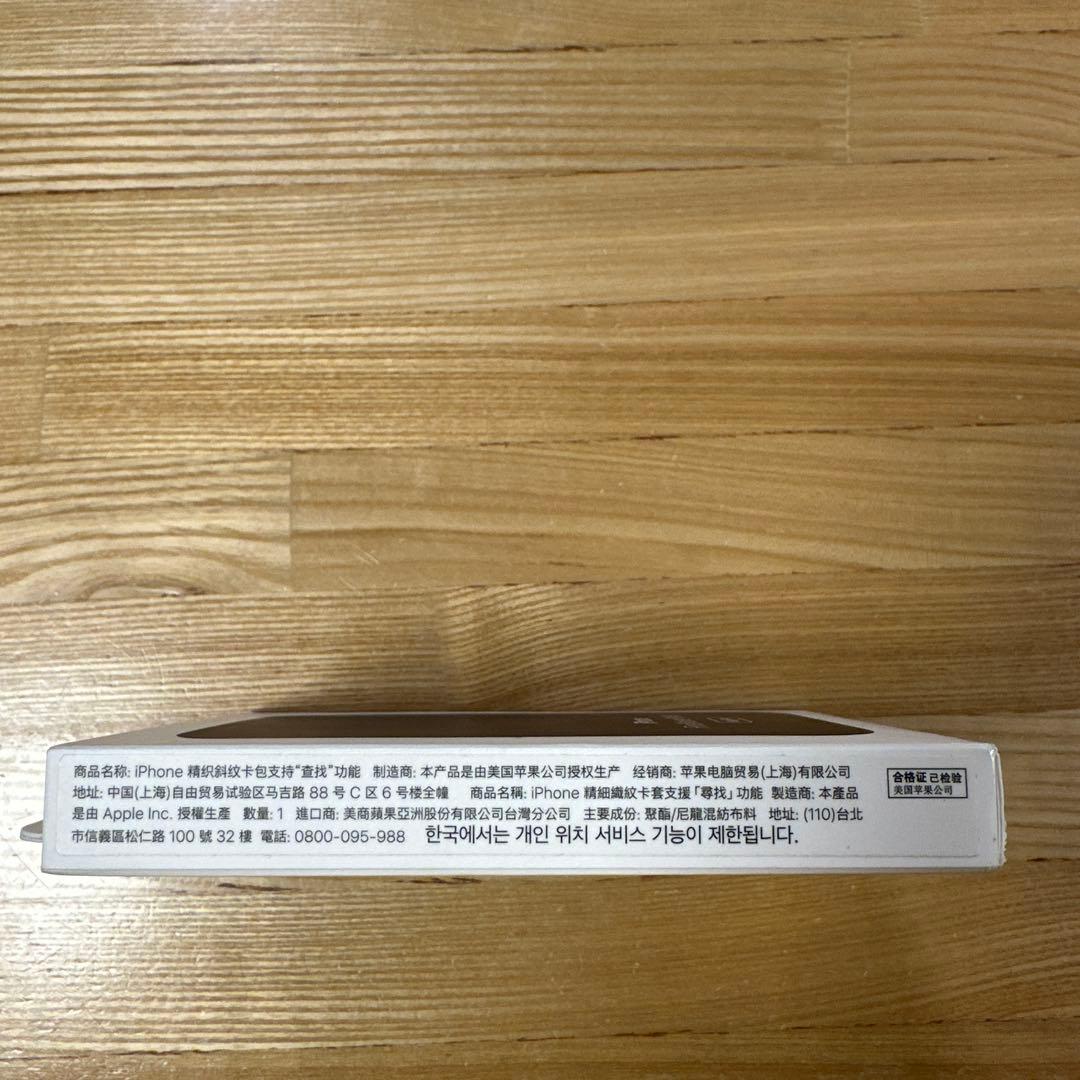 商品名称: iPhone 精织斜纹卡包支持“查找”功能 制造商: 本产品是由美国苹果公司授权生产 经销商: 苹果电脑贸易(上海)有限公司
地址: 中国(上海)自由贸易试验区马吉路 88 号 C 区 6 号楼全幢 商品名稱: iPhone 精細織紋卡套支援「尋找」功能 製造商: 本產品
是由 Apple Inc. 授權生產 數量: 1 進口商: 美商蘋果亞洲股份有限公司台灣分公司 主要成份: 聚酯/尼龍混紡布料 地址: (110)台北
市信義區松仁路 100 號 32 樓 電話: 0800-095-988 한국에서는 개인 위치 서비스 기능이 제한됩니다.
合格证 已检验
美国苹果公司